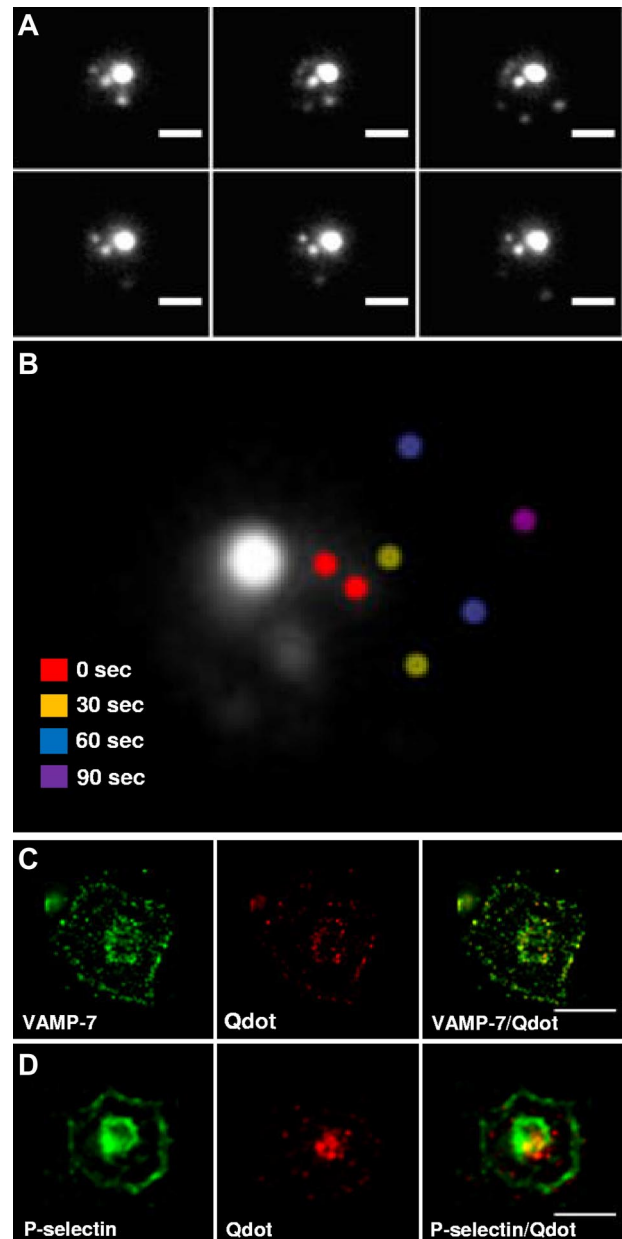 A
B
0 sec
30 sec
60 sec
90 sec
C
VAMP-7
Qdot
VAMP-7/Qdot
D
P-selectin
Qdot
P-selectin/Qdot